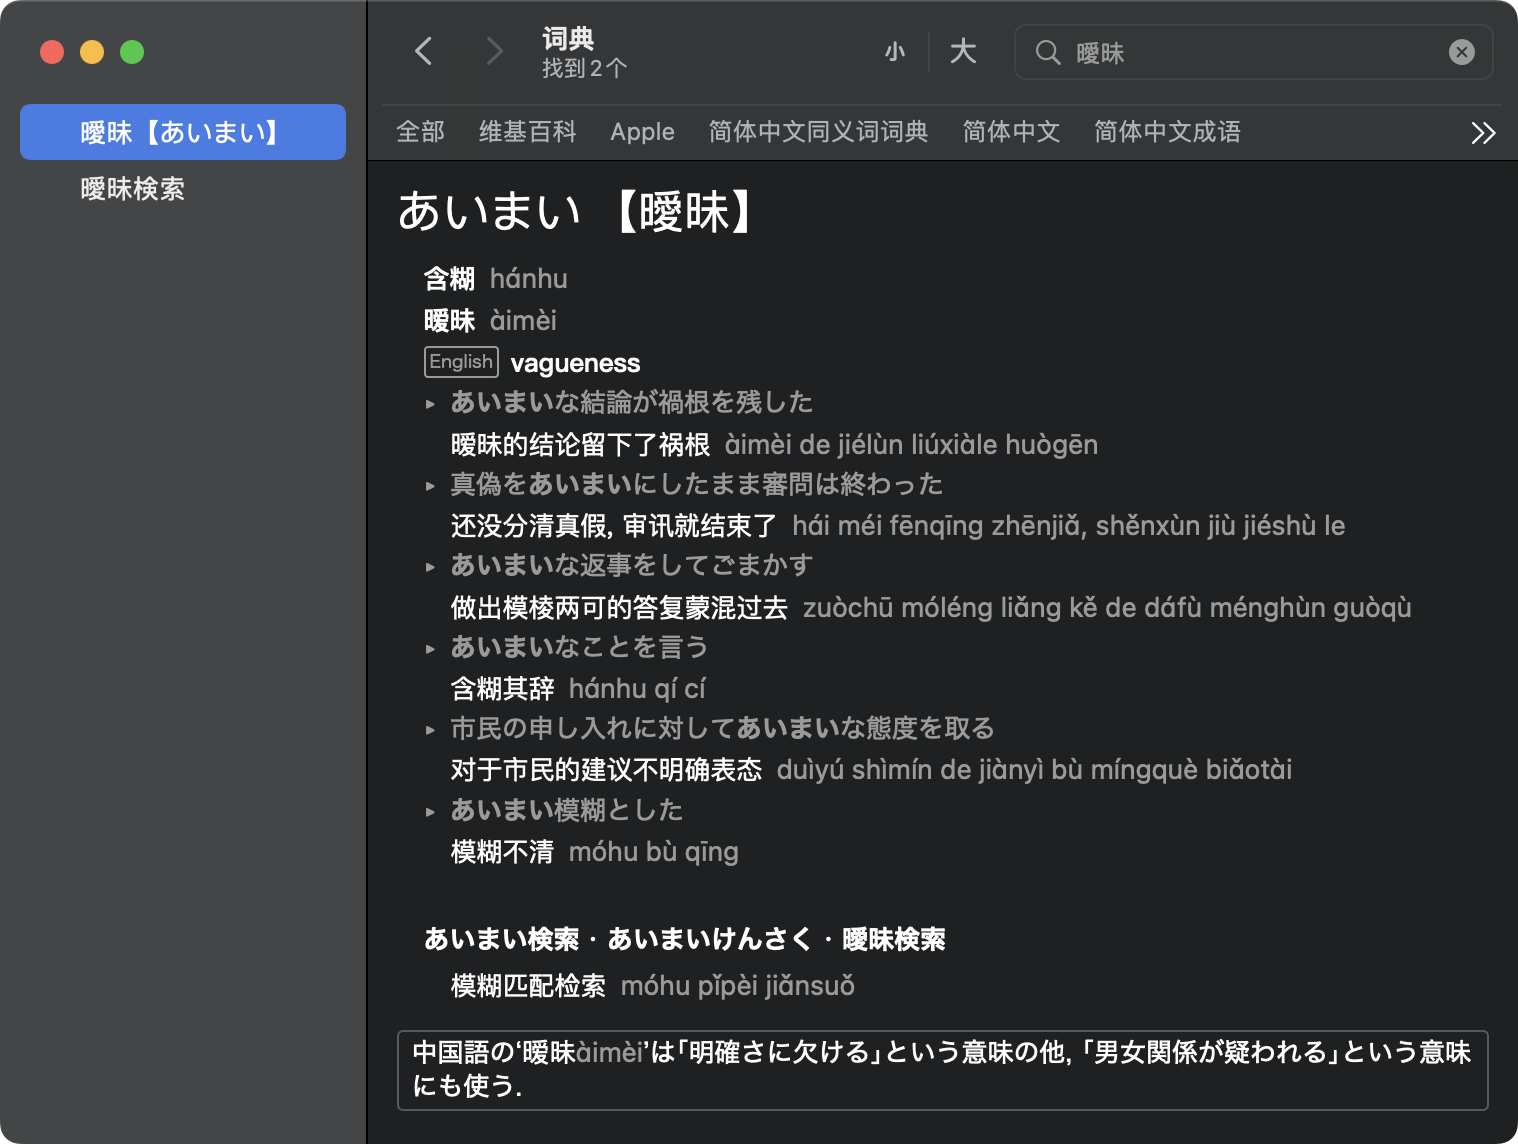 词典
找到 2 个
小 大
曖昧
曖昧【あいまい】
曖昧検索
全部 维基百科 Apple 简体中文同义词词典 简体中文 简体中文成语
あいまい【曖昧】
含糊 hánhu
暧昧 àimèi
English vagueness
▸ あいまいな結論が禍根を残した
暧昧的结论留下了祸根 àimèi de jiélùn liúxiàle huògēn
▸ 真偽をあいまいにしたまま審問は終わった
还没分清真假, 审讯就结束了 hái méi fēnqīng zhēnjiǎ, shěnxùn jiù jiéshù le
▸ あいまいな返事をしてごまかす
做出模棱两可的答复蒙混过去 zuòchū móléng liǎng kě de dáfù ménghùn guòqù
▸ あいまいなことを言う
含糊其辞 hánhu qí cí
▸ 市民の申し入れに対してあいまいな態度を取る
对于市民的建议不明确表态 duìyú shìmín de jiànyì bù míngquè biǎotài
▸ あいまい模糊とした
模糊不清 móhu bù qīng
あいまい検索 · あいまいけんさく · 曖昧検索
模糊匹配检索 móhu pǐpèi jiǎnsuǒ
中国語の‘暧昧àimèi’は｢明確さに欠ける｣という意味の他, ｢男女関係が疑われる｣という意味
にも使う.